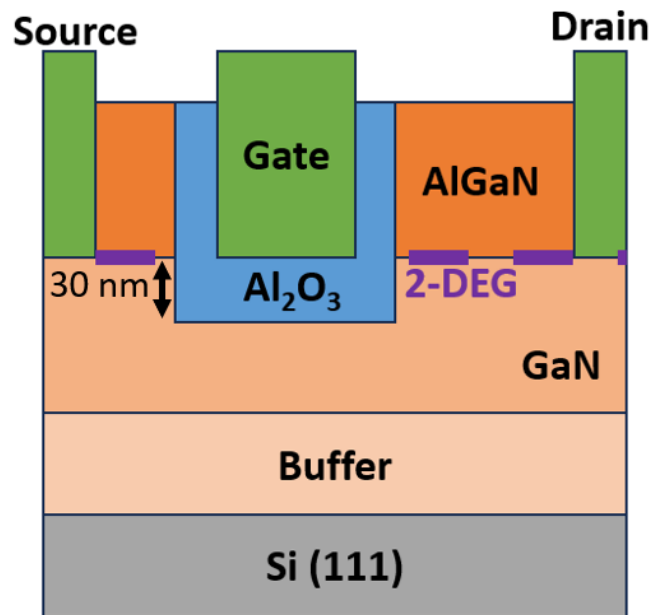 Source
Drain
Gate
AlGaN
30 nm
Al₂O₃
2-DEG
GaN
Buffer
Si (111)